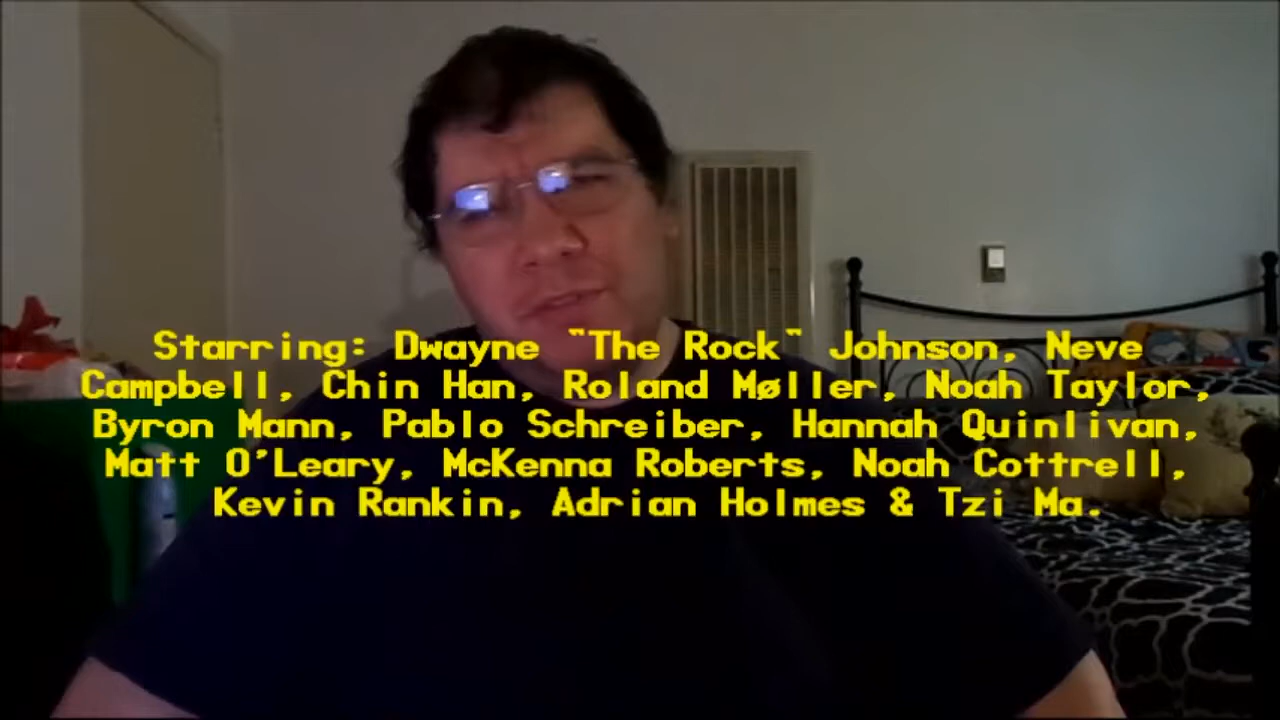 Starring: Dwayne "The Rock" Johnson, Neve
Campbell, Chin Han, Roland Møller, Noah Taylor,
Byron Mann, Pablo Schreiber, Hannah Quinlivan,
Matt O'Leary, McKenna Roberts, Noah Cottrell,
Kevin Rankin, Adrian Holmes & Tzi Ma.